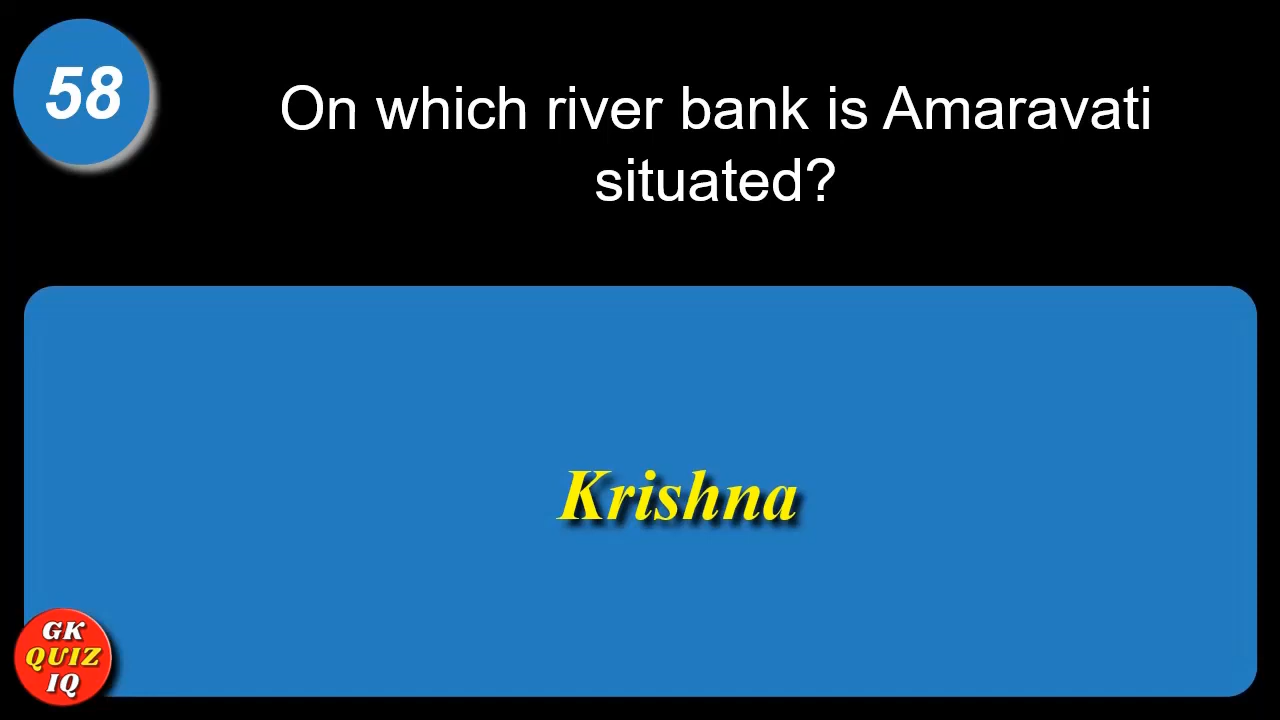 58
On which river bank is Amaravati
situated?
Krishna
GK
QUIZ
IQ